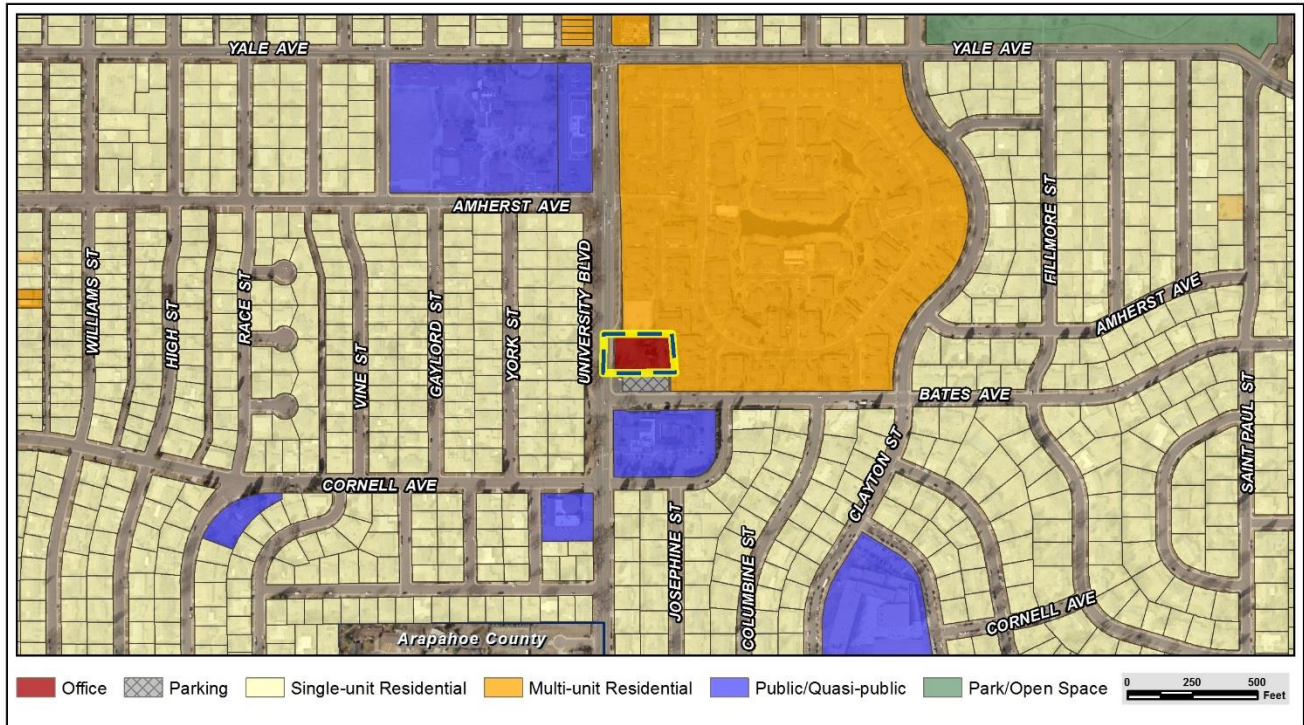 YALE AVE
YALE AVE
AMHERST AVE
WILLIAMS ST
HIGH ST
RACE ST
VINE ST
GAYLORD ST
YORK ST
UNIVERSITY BLVD
FILLMORE ST
AMHERST AVE
BATES AVE
SAINT PAUL ST
CLAYTON ST
CORNELL AVE
JOSEPHINE ST
COLUMBINE ST
CORNELL AVE
Arapahoe County
Office
Parking
Single-unit Residential
Multi-unit Residential
Public/Quasi-public
Park/Open Space
0 250 500
Feet